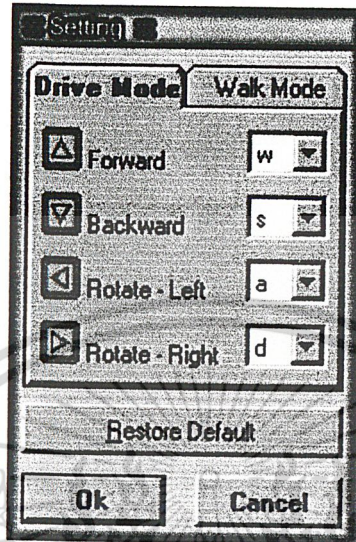 Setting
Drive Mode Walk Mode
Forward w
Backward s
Rotate - Left a
Rotate - Right d
Restore Default
Ok Cancel